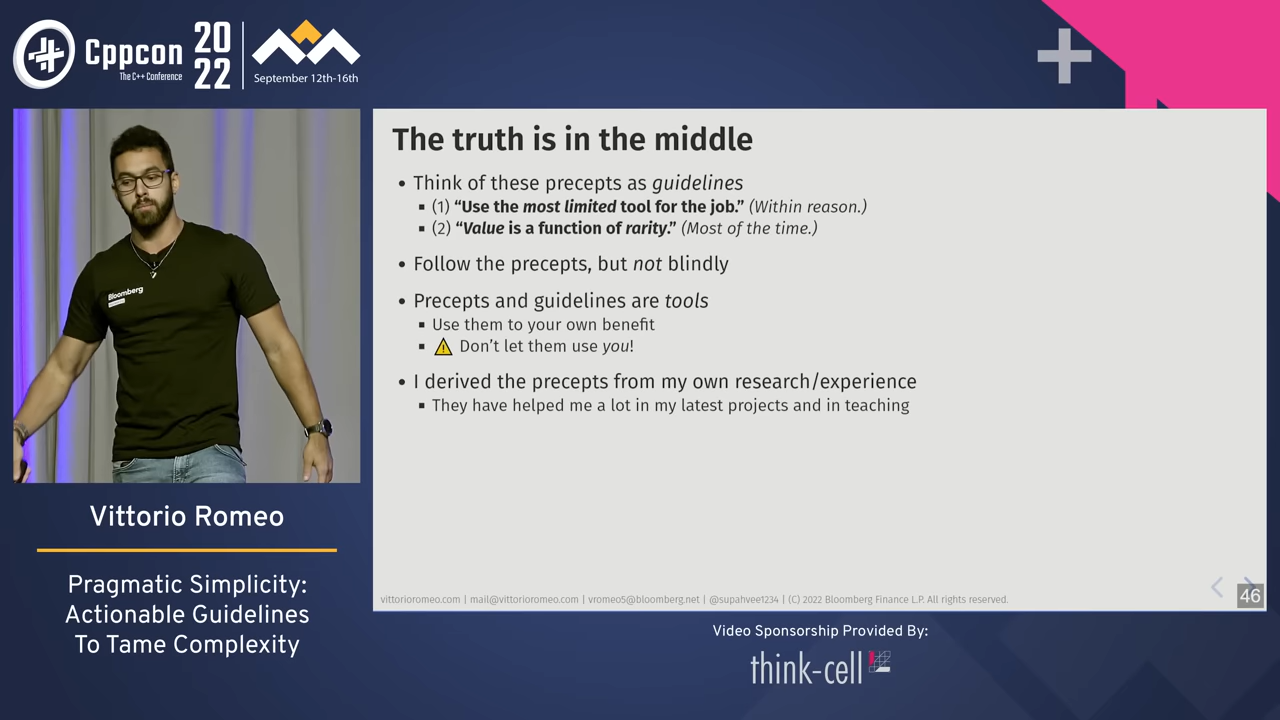 Cppcon
The C++ Conference
20
22
September 12th-16th
Bloomberg
The truth is in the middle
• Think of these precepts as guidelines
▪ (1) “Use the most limited tool for the job.” (Within reason.)
▪ (2) “Value is a function of rarity.” (Most of the time.)
• Follow the precepts, but not blindly
• Precepts and guidelines are tools
▪ Use them to your own benefit
▪ ⚠ Don’t let them use you!
• I derived the precepts from my own research/experience
▪ They have helped me a lot in my latest projects and in teaching
vittorioromeo.com | mail@vittorioromeo.com | vromeo5@bloomberg.net | @supahvee1234 | (C) 2022 Bloomberg Finance L.P. All rights reserved.
46
Vittorio Romeo
Pragmatic Simplicity:
Actionable Guidelines
To Tame Complexity
Video Sponsorship Provided By:
think-cell